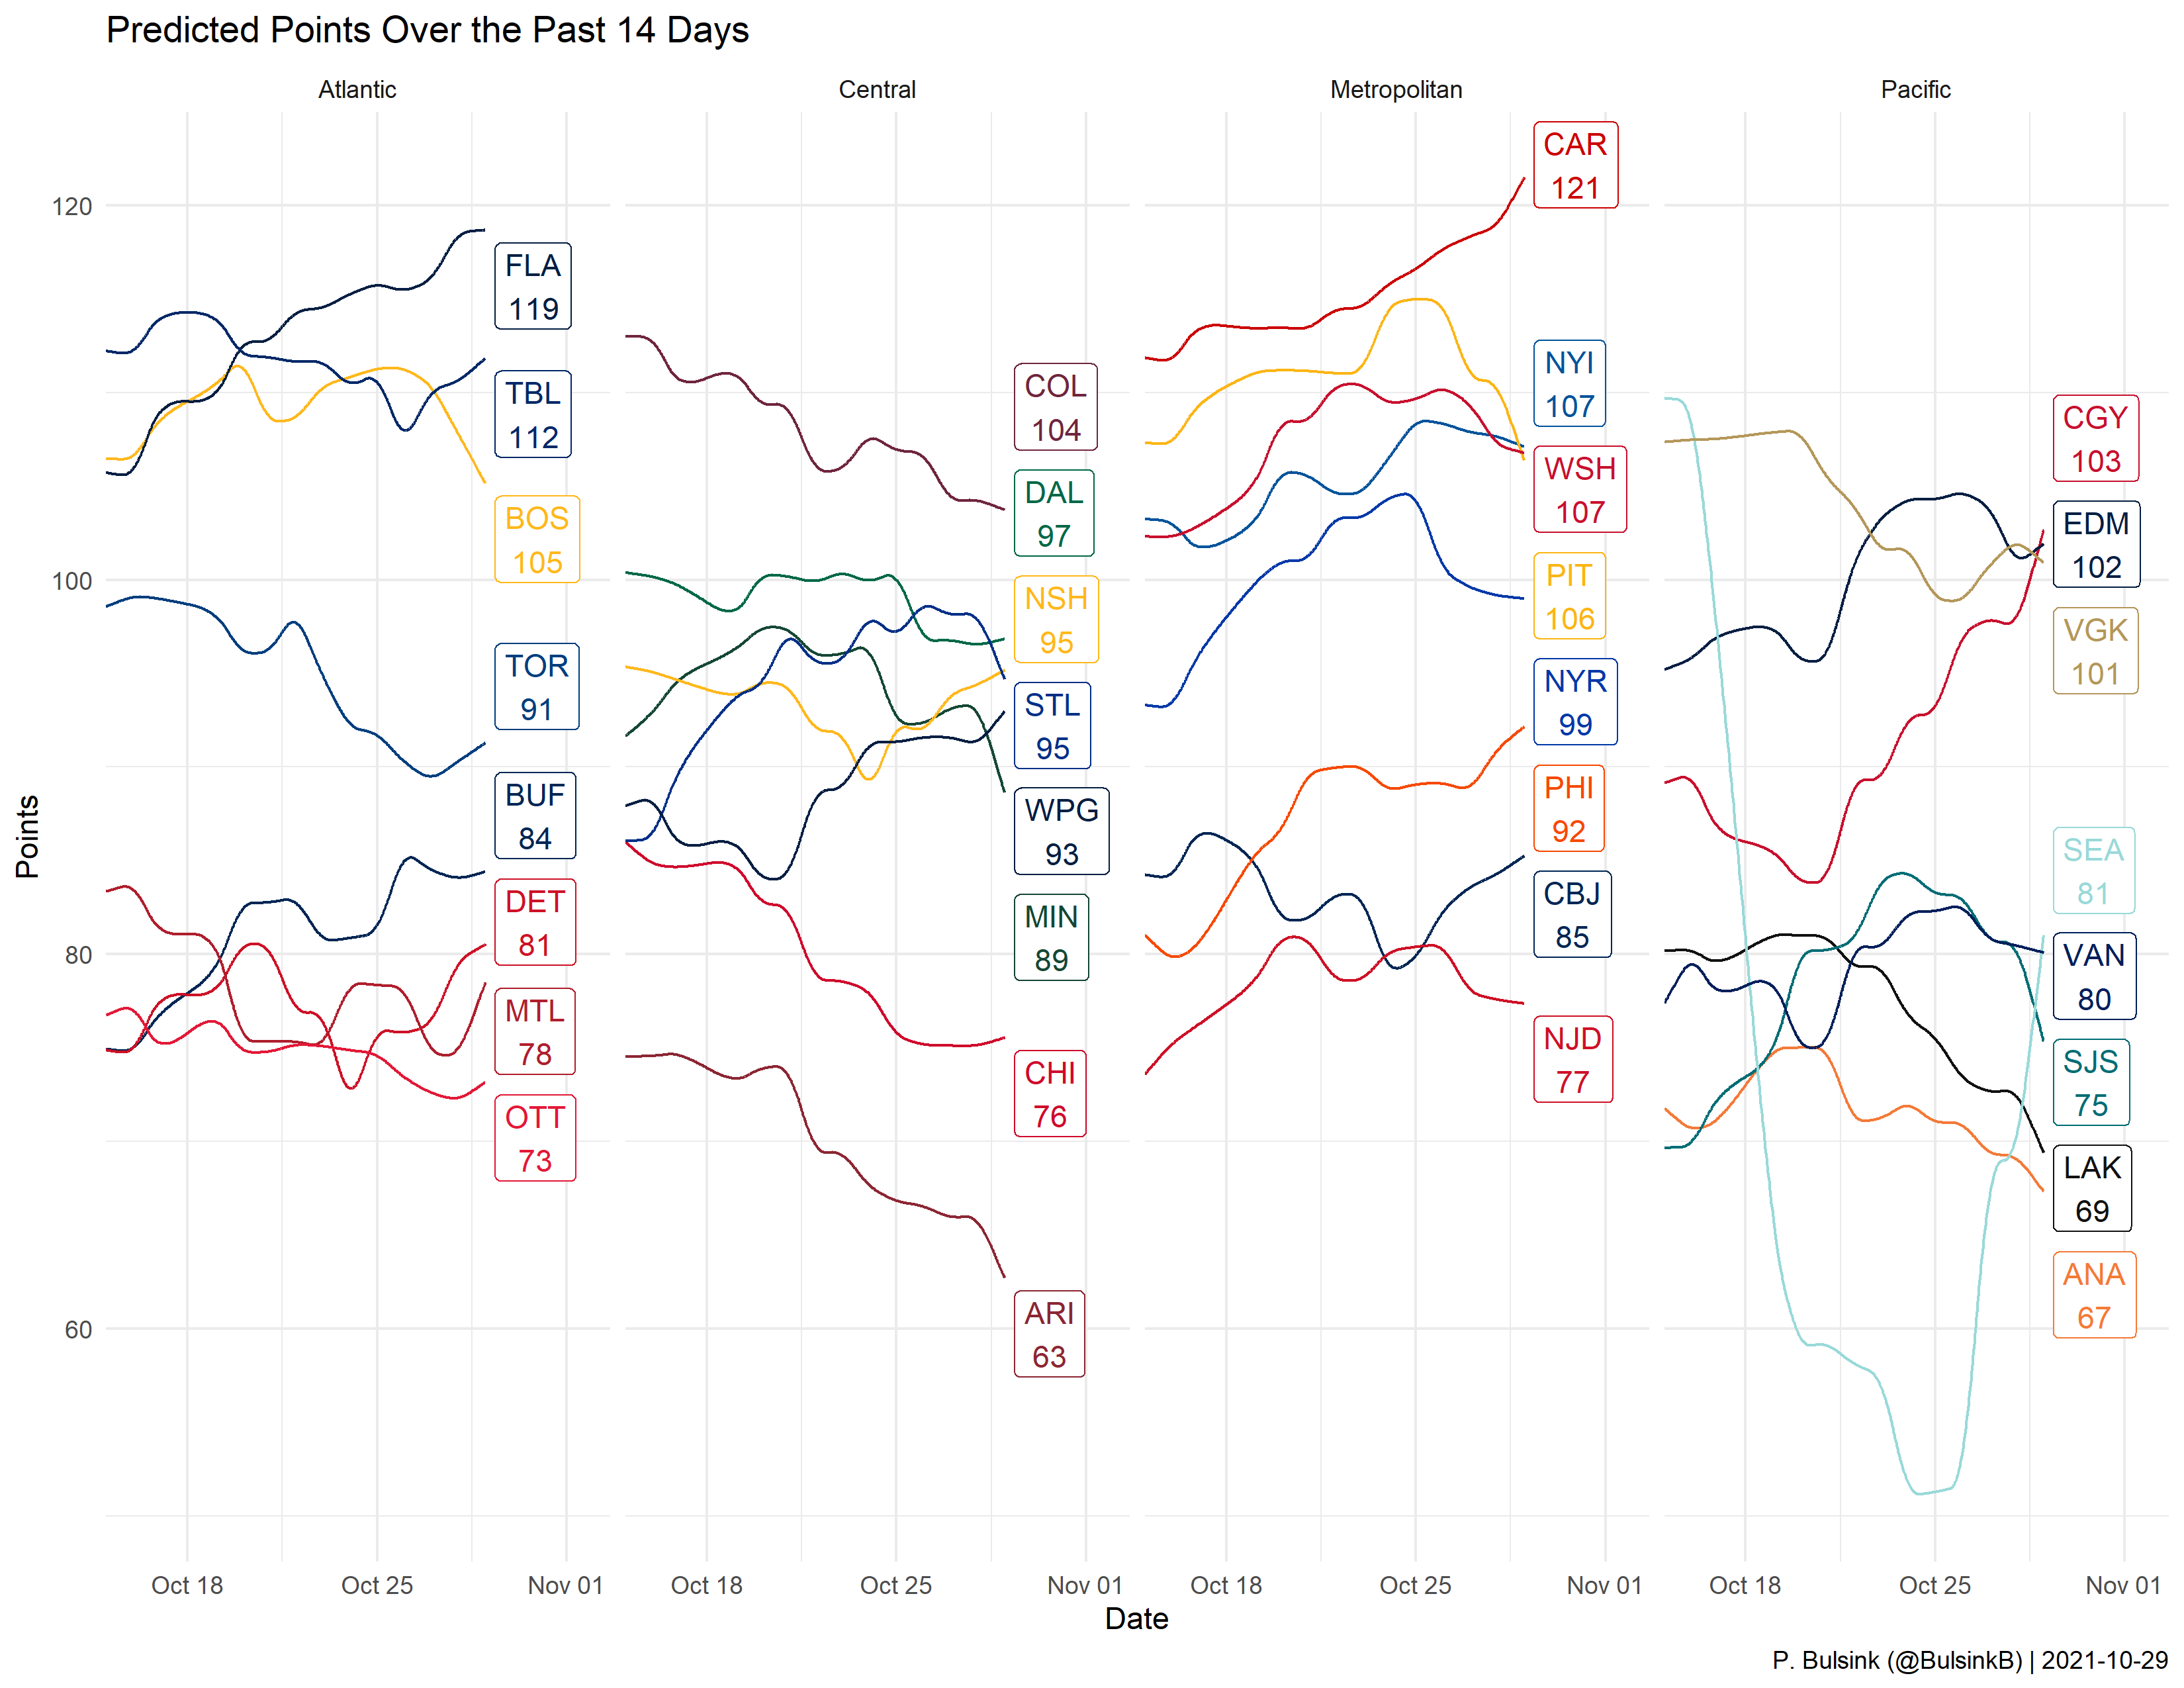 Predicted Points Over the Past 14 Days
Atlantic
Central
Metropolitan
Pacific
Points
120
100
80
60
FLA
119
TBL
112
BOS
105
TOR
91
BUF
84
DET
81
MTL
78
OTT
73
COL
104
DAL
97
NSH
95
STL
95
WPG
93
MIN
89
CHI
76
ARI
63
CAR
121
NYI
107
WSH
107
PIT
106
NYR
99
PHI
92
CBJ
85
NJD
77
CGY
103
EDM
102
VGK
101
SEA
81
VAN
80
SJS
75
LAK
69
ANA
67
Oct 18 Oct 25 Nov 01
Oct 18 Oct 25 Nov 01
Oct 18 Oct 25 Nov 01
Oct 18 Oct 25 Nov 01
Date
P. Bulsink (@BulsinkB) | 2021-10-29